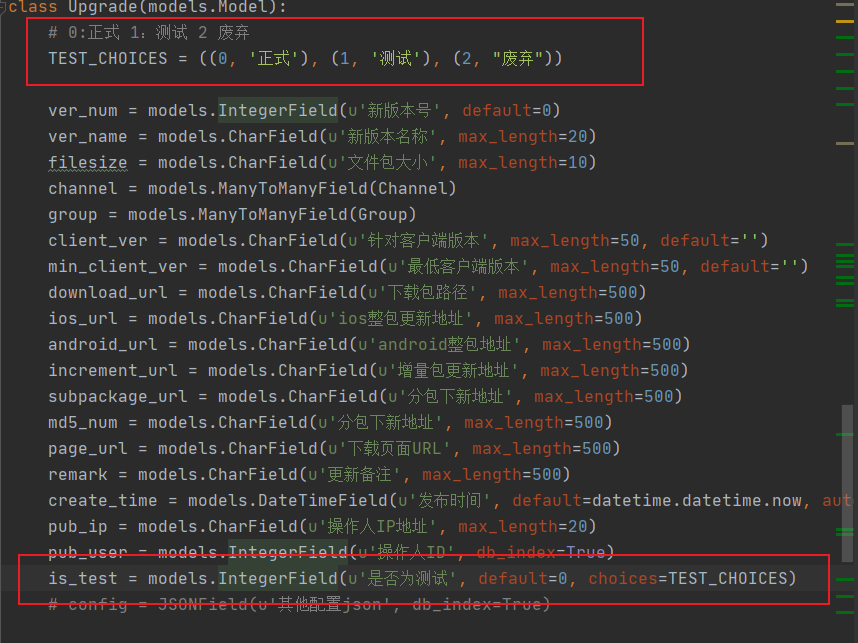 class Upgrade(models.Model):
# 0:正式 1：测试 2 废弃
TEST_CHOICES = ((0, '正式'), (1, '测试'), (2, "废弃"))
ver_num = models.IntegerField(u'新版本号', default=0)
ver_name = models.CharField(u'新版本名称', max_length=20)
filesize = models.CharField(u'文件包大小', max_length=10)
channel = models.ManyToManyField(Channel)
group = models.ManyToManyField(Group)
client_ver = models.CharField(u'针对客户端版本', max_length=50, default='')
min_client_ver = models.CharField(u'最低客户端版本', max_length=50, default='')
download_url = models.CharField(u'下载包路径', max_length=500)
ios_url = models.CharField(u'ios整包更新地址', max_length=500)
android_url = models.CharField(u'android整包地址', max_length=500)
increment_url = models.CharField(u'增量包更新地址', max_length=500)
subpackage_url = models.CharField(u'分包下新地址', max_length=500)
md5_num = models.CharField(u'分包下新地址', max_length=500)
page_url = models.CharField(u'下载页面URL', max_length=500)
remark = models.CharField(u'更新备注', max_length=500)
create_time = models.DateTimeField(u'发布时间', default=datetime.datetime.now, aut
pub_ip = models.CharField(u'操作人IP地址', max_length=20)
pub_user = models.IntegerField(u'操作人ID', db_index=True)
is_test = models.IntegerField(u'是否为测试', default=0, choices=TEST_CHOICES)
# config = JSONField(u'其他配置json', db_index=True)